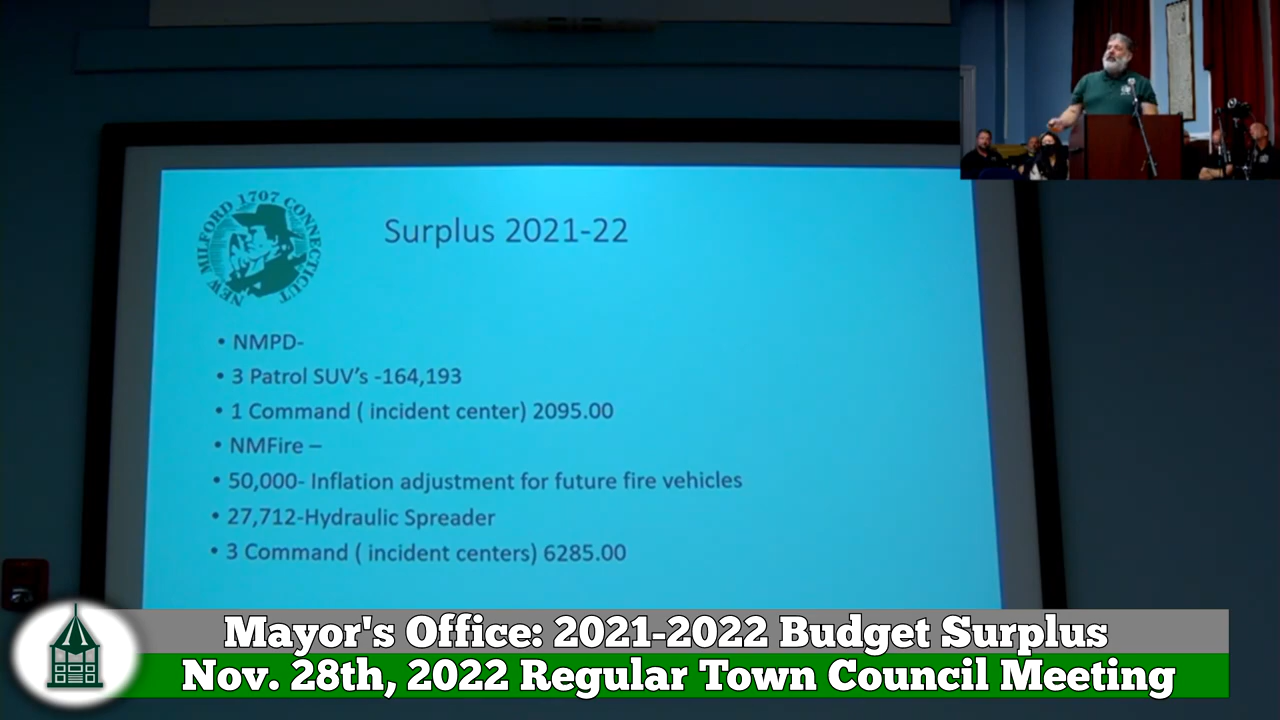 NEW MILFORD 1707 CONNECTICUT
Surplus 2021-22
• NMPD-
• 3 Patrol SUV's -164,193
• 1 Command ( incident center) 2095.00
• NMFire –
• 50,000- Inflation adjustment for future fire vehicles
• 27,712-Hydraulic Spreader
• 3 Command ( incident centers) 6285.00
Mayor's Office: 2021-2022 Budget Surplus
Nov. 28th, 2022 Regular Town Council Meeting